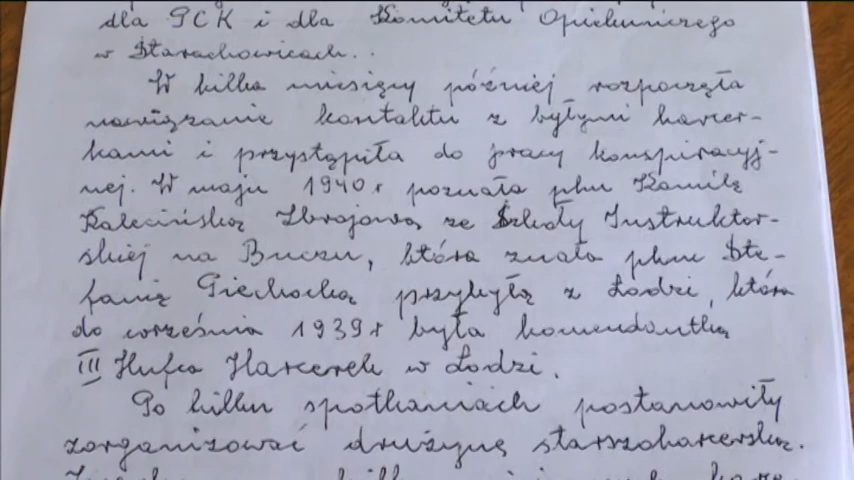 dla PCK i dla Komitetu Opiekuńczego
w Starachowicach..
W kilka miesięcy później rozpoczęła
nawiązanie kontaktu z byłymi harcer-
kami i przystąpiła do pracy konspiracyj-
nej. W maju 1940 r poznała phm Kamilę
Kalecińską Zbrojową ze Szkoły Instruktor-
skiej na Buczu, która znała phm Ste-
fanię Piechocką przybyłą z Łodzi, która
do września 1939 r była komendantką
III Hufca Harcerek w Łodzi.
Po kilku spotkaniach postanowiły
zorganizować drużynę starszoharcerską.